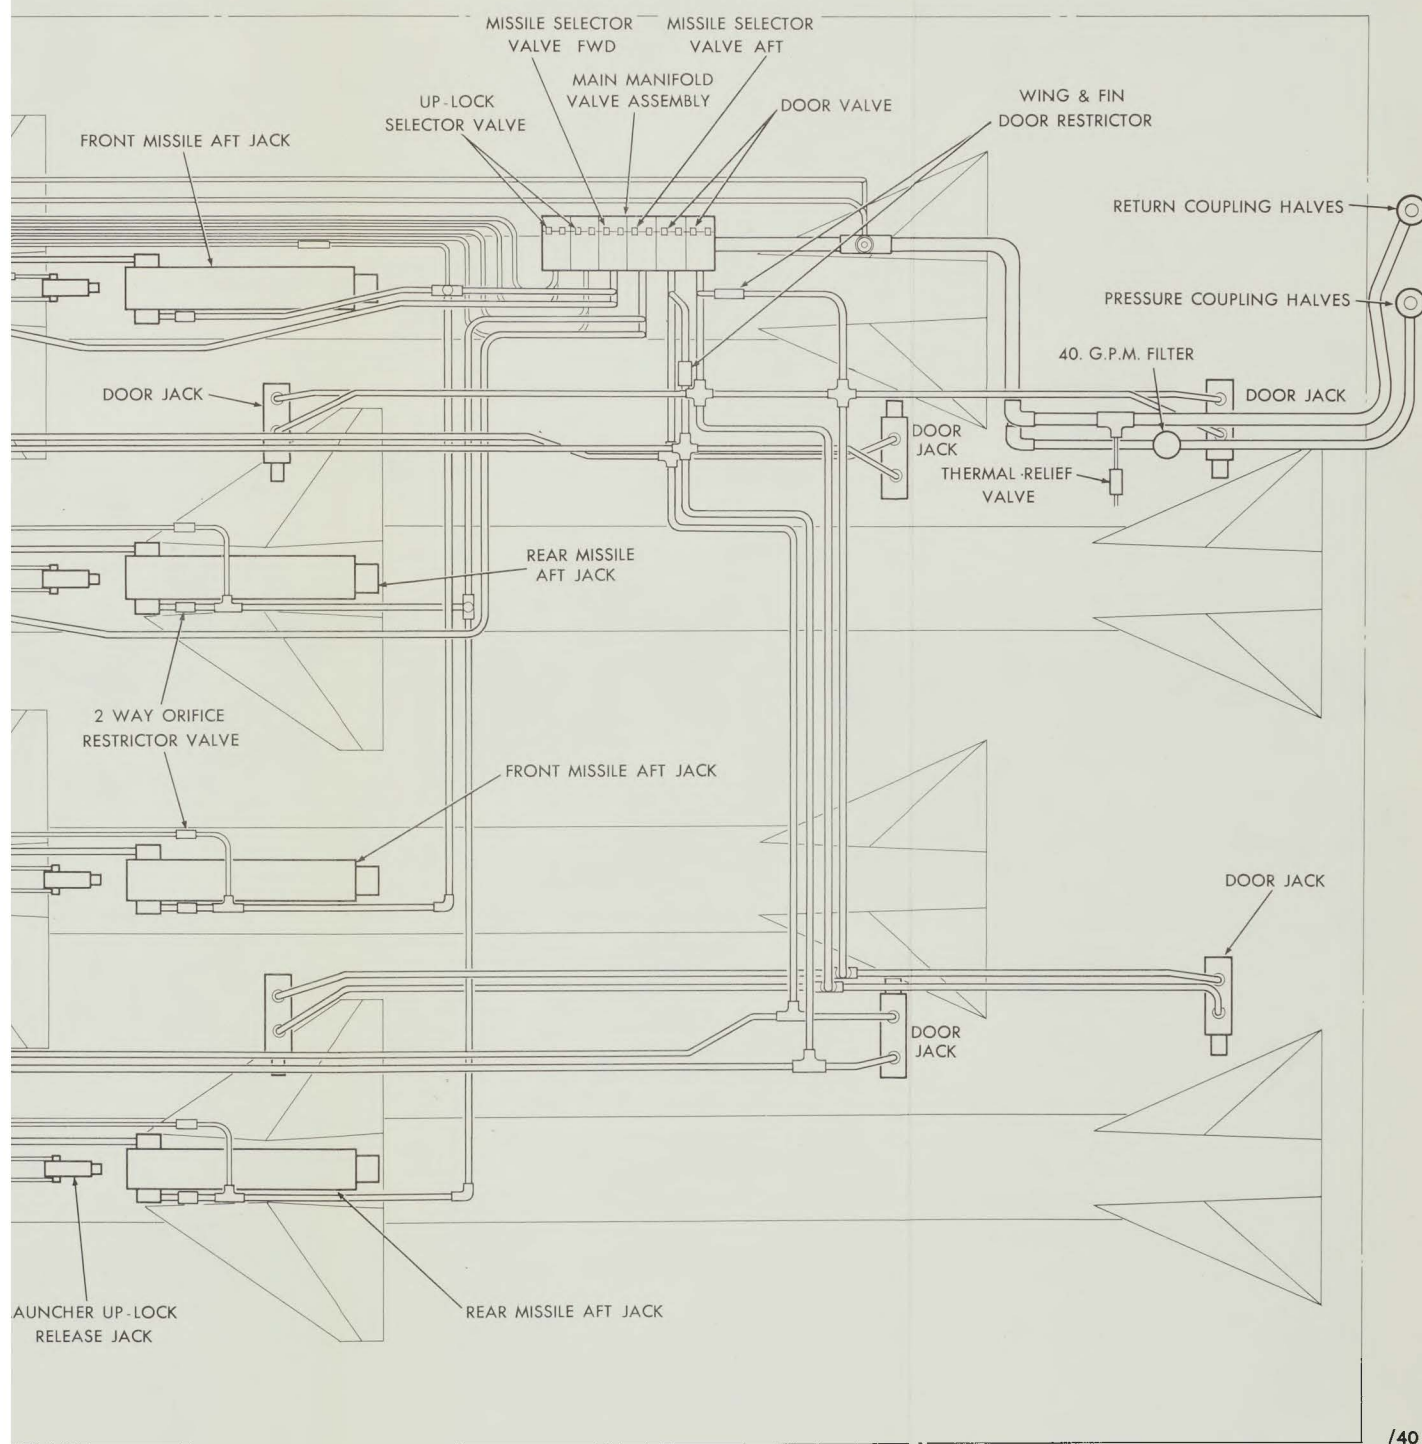 MISSILE SELECTOR
VALVE FWD
MISSILE SELECTOR
VALVE AFT
MAIN MANIFOLD
VALVE ASSEMBLY
UP-LOCK
SELECTOR VALVE
DOOR VALVE
WING & FIN
DOOR RESTRICTOR
FRONT MISSILE AFT JACK
RETURN COUPLING HALVES
PRESSURE COUPLING HALVES
40. G.P.M. FILTER
DOOR JACK
DOOR JACK
DOOR
JACK
THERMAL-RELIEF
VALVE
REAR MISSILE
AFT JACK
2 WAY ORIFICE
RESTRICTOR VALVE
FRONT MISSILE AFT JACK
DOOR JACK
DOOR
JACK
AUNCHER UP-LOCK
RELEASE JACK
REAR MISSILE AFT JACK
/40